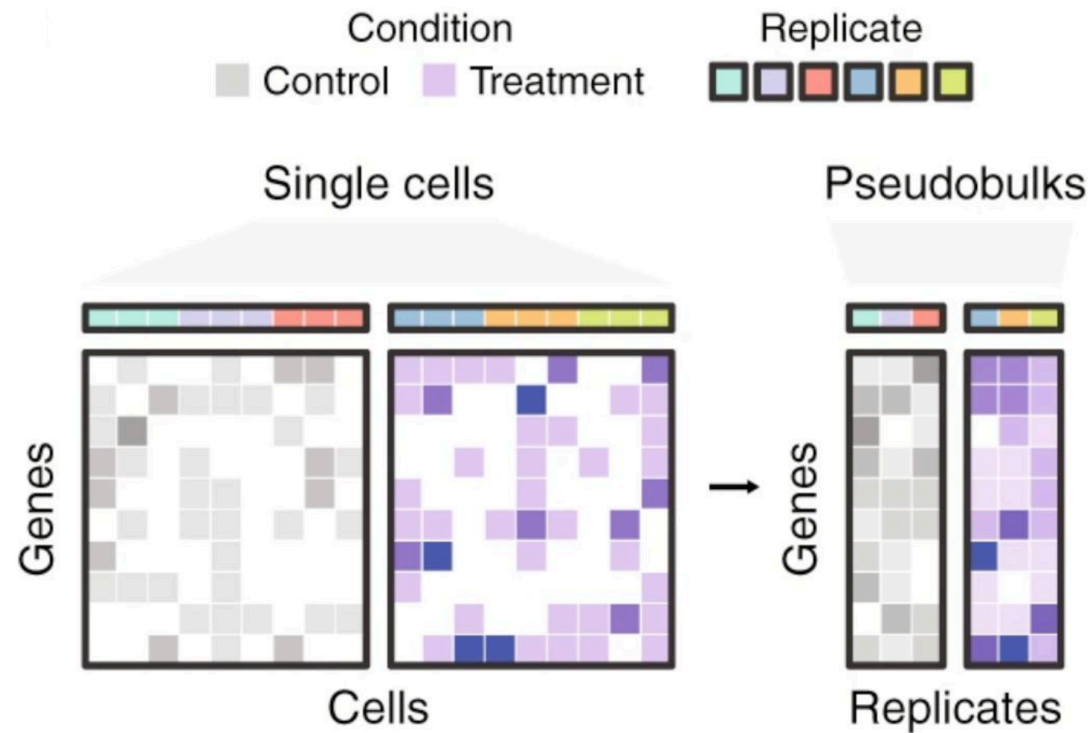 Condition
Replicate
Control
Treatment
Single cells
Pseudobulks
Genes
Genes
Cells
Replicates